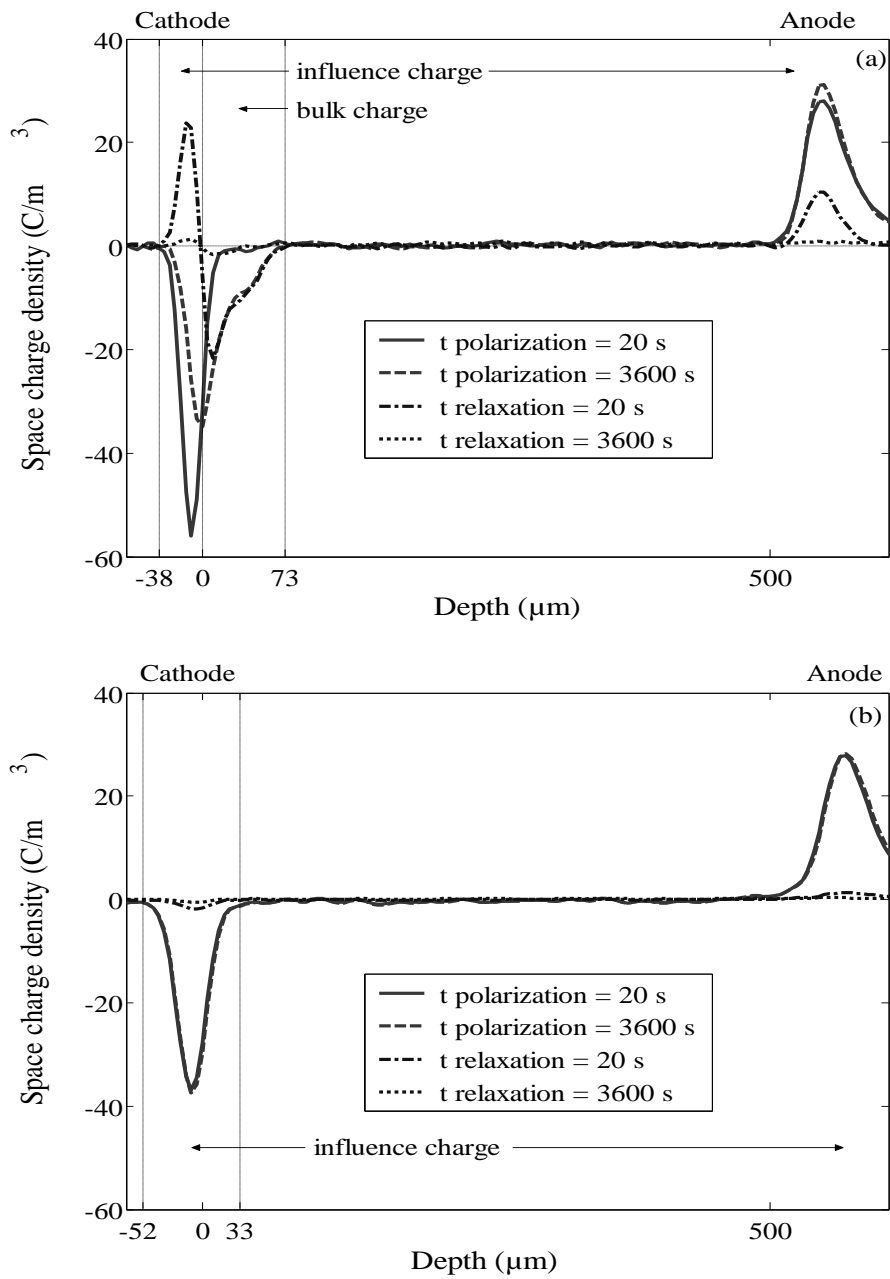 Cathode Anode
40
(a)
influence charge
bulk charge
20
0
-20
-40
-60
Space charge density (C/m 3)
t polarization = 20 s
t polarization = 3600 s
t relaxation = 20 s
t relaxation = 3600 s
-38 0 73 500
Depth (µm)
Cathode Anode
40
(b)
20
0
-20
-40
-60
Space charge density (C/m 3)
t polarization = 20 s
t polarization = 3600 s
t relaxation = 20 s
t relaxation = 3600 s
influence charge
-52 0 33 500
Depth (µm)